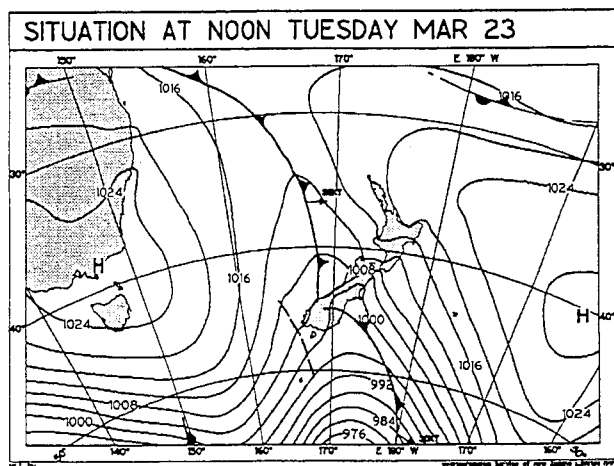 SITUATION AT NOON TUESDAY MAR 23
150° 160° 170° E 180° W
1016 1016
30° 30°
1024 1024
H 1016 1008
1024 1000 H
40° 40°
1016
1008 992
1000 984 1024
976
140° 150° 160° 170° E 180° W 170° 160°